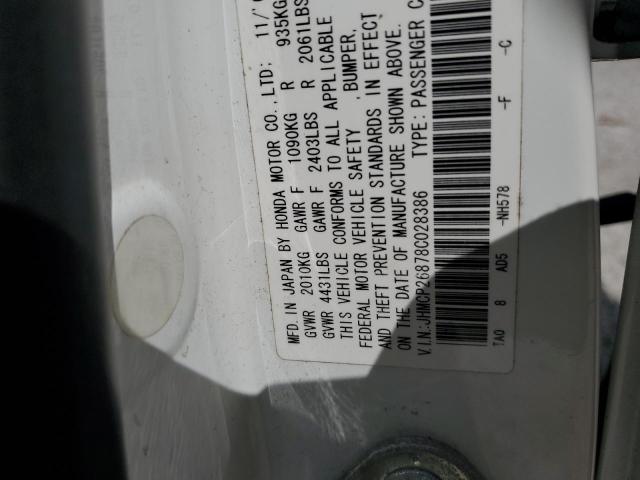 MFD.IN JAPAN BY HONDA MOTOR CO.,LTD; 11/
GVWR 2010KG GAWR F 1090KG R 935KG
GVWR 4431LBS GAWR F 2403LBS R 2061LBS
THIS VEHICLE CONFORMS TO ALL APPLICABLE
FEDERAL MOTOR VEHICLE SAFETY , BUMPER,
AND THEFT PREVENTION STANDARDS IN EFFECT
ON THE DATE OF MANUFACTURE SHOWN ABOVE.
V.I.N:JHMCP26878C028386 TYPE: PASSENGER C
TA0 8 AD5 -NH578 -F -C